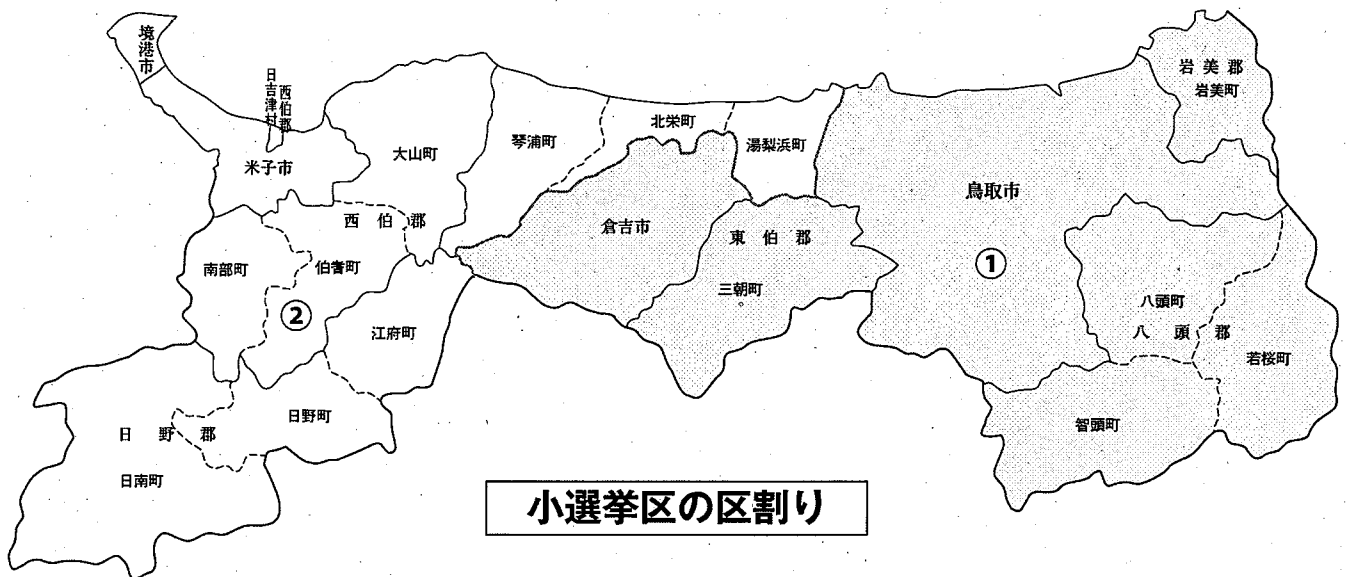 境港市
西伯郡
日吉津村
米子市
大山町
琴浦町
北栄町
湯梨浜町
岩美郡
岩美町
鳥取市
西伯郡
南部町
伯耆町
②
江府町
倉吉市
東伯郡
三朝町
①
八頭町
八頭郡
若桜町
智頭町
日野郡
日野町
日南町
小選挙区の区割り